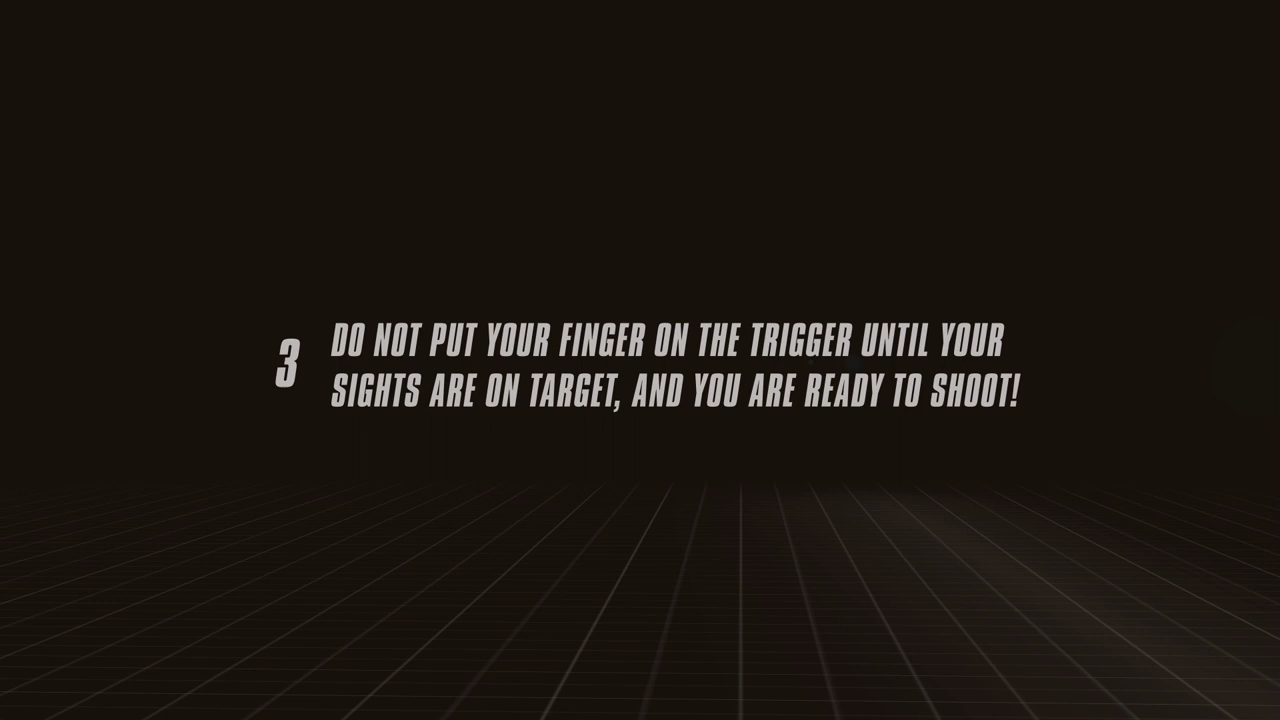 3 DO NOT PUT YOUR FINGER ON THE TRIGGER UNTIL YOUR
SIGHTS ARE ON TARGET, AND YOU ARE READY TO SHOOT!